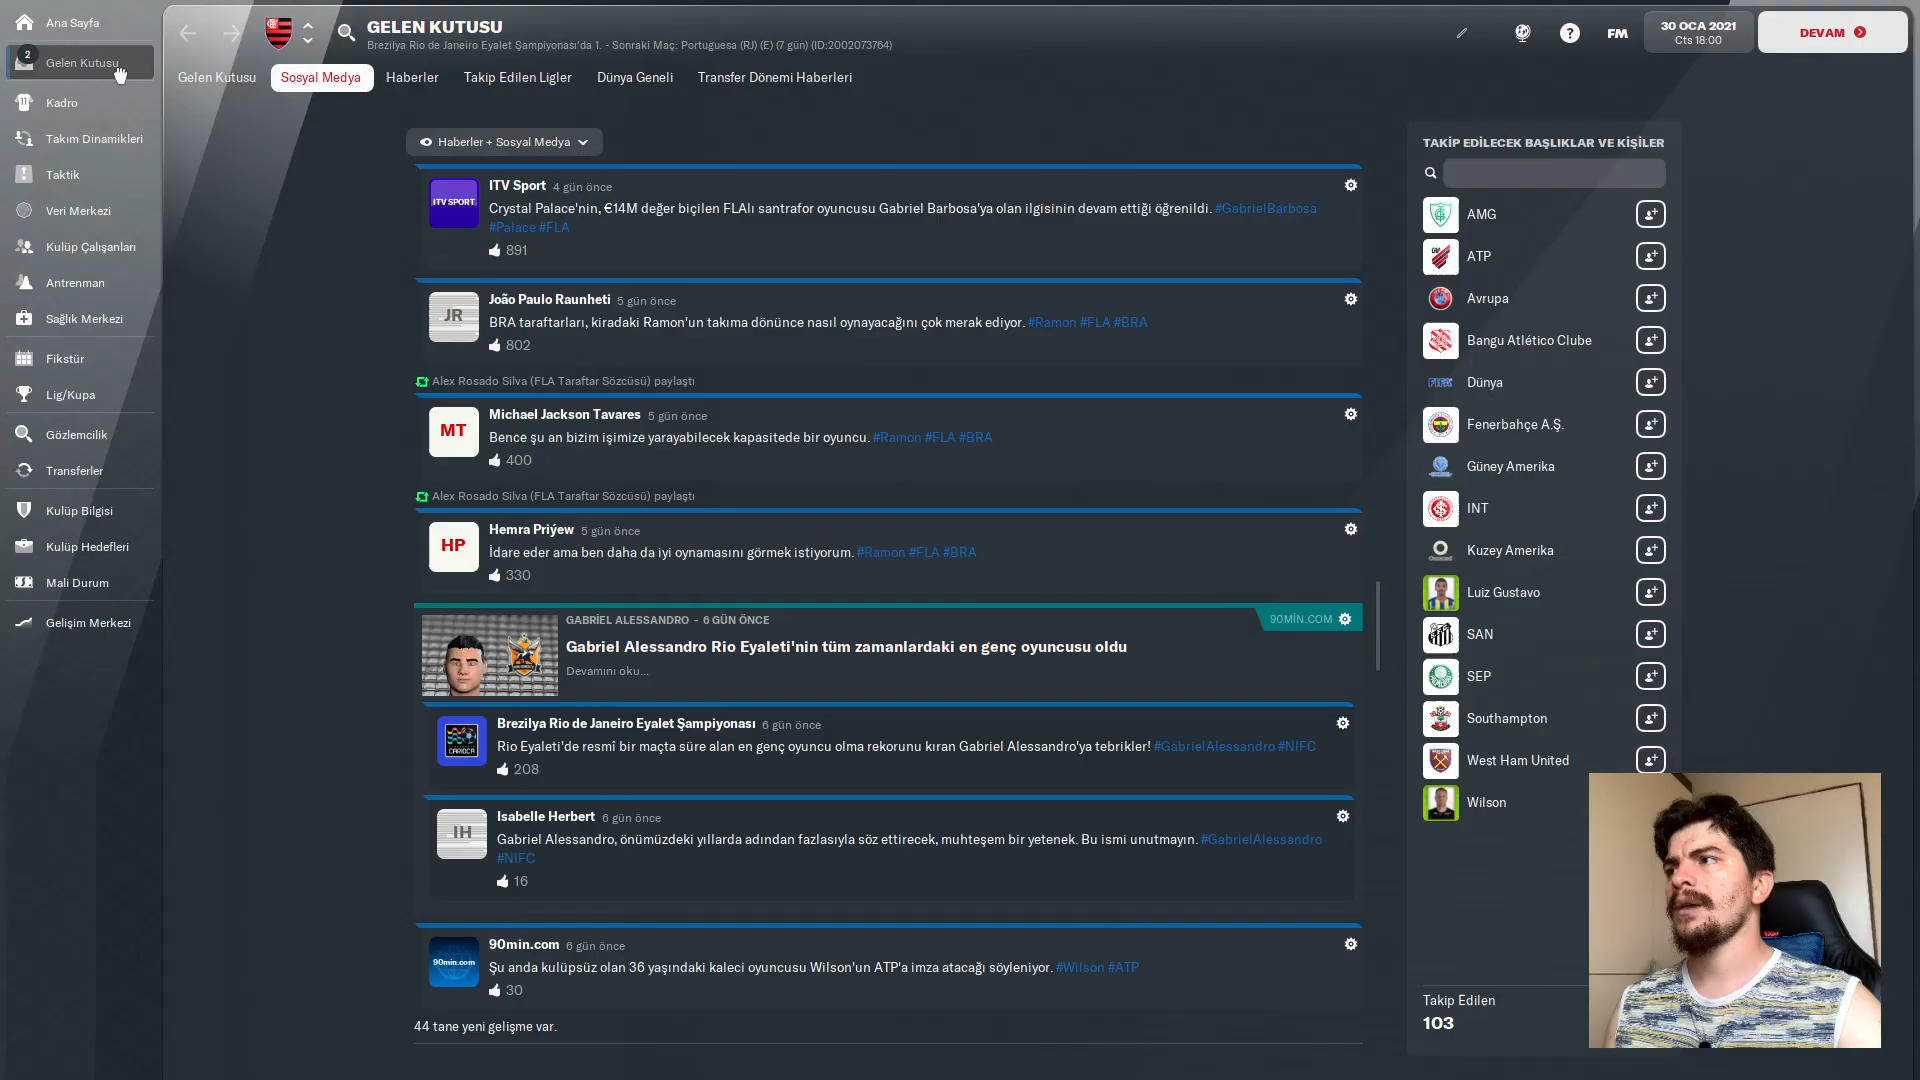 Ana Sayfa
2
Gelen Kutusu
Kadro
Takım Dinamikleri
Taktik
Veri Merkezi
Kulüp Çalışanları
Antrenman
Sağlık Merkezi
Fikstür
Lig/Kupa
Gözlemcilik
Transferler
Kulüp Bilgisi
Kulüp Hedefleri
Mali Durum
Gelişim Merkezi
GELEN KUTUSU
Brezilya Rio de Janeiro Eyalet Şampiyonası'da 1. - Sonraki Maç: Portuguesa (RJ) (E) (7 gün) (ID:2002073764)
FM
30 OCA 2021
Cts 18:00
DEVAM
Gelen Kutusu Sosyal Medya Haberler Takip Edilen Ligler Dünya Geneli Transfer Dönemi Haberleri
Haberler + Sosyal Medya
ITV SPORT
ITV Sport 4 gün önce
Crystal Palace'nin, €14M değer biçilen FLAlı santrafor oyuncusu Gabriel Barbosa'ya olan ilgisinin devam ettiği öğrenildi. #GabrielBarbosa
#Palace #FLA
891
JR
João Paulo Raunheti 5 gün önce
BRA taraftarları, kiradaki Ramon'un takıma dönünce nasıl oynayacağını çok merak ediyor. #Ramon #FLA #BRA
802
Alex Rosado Silva (FLA Taraftar Sözcüsü) paylaştı
MT
Michael Jackson Tavares 5 gün önce
Bence şu an bizim işimize yarayabilecek kapasitede bir oyuncu. #Ramon #FLA #BRA
400
Alex Rosado Silva (FLA Taraftar Sözcüsü) paylaştı
HP
Hemra Priýew 5 gün önce
İdare eder ama ben daha da iyi oynamasını görmek istiyorum. #Ramon #FLA #BRA
330
GABRİEL ALESSANDRO - 6 GÜN ÖNCE
90MİN.COM
Gabriel Alessandro Rio Eyaleti'nin tüm zamanlardaki en genç oyuncusu oldu
Devamını oku...
CARIOCA
Brezilya Rio de Janeiro Eyalet Şampiyonası 6 gün önce
Rio Eyaleti'de resmî bir maçta süre alan en genç oyuncu olma rekorunu kıran Gabriel Alessandro'ya tebrikler! #GabrielAlessandro #NIFC
208
IH
Isabelle Herbert 6 gün önce
Gabriel Alessandro, önümüzdeki yıllarda adından fazlasıyla söz ettirecek, muhteşem bir yetenek. Bu ismi unutmayın. #GabrielAlessandro
#NIFC
16
90min.com
90min.com 6 gün önce
Şu anda kulüpsüz olan 36 yaşındaki kaleci oyuncusu Wilson'un ATP'a imza atacağı söyleniyor. #Wilson #ATP
30
44 tane yeni gelişme var.
TAKİP EDİLECEK BAŞLIKLAR VE KİŞİLER
AMG
ATP
Avrupa
Bangu Atlético Clube
FIFA
Dünya
Fenerbahçe A.Ş.
Güney Amerika
INT
Kuzey Amerika
Luiz Gustavo
SAN
SEP
Southampton
West Ham United
Wilson
Takip Edilen
103